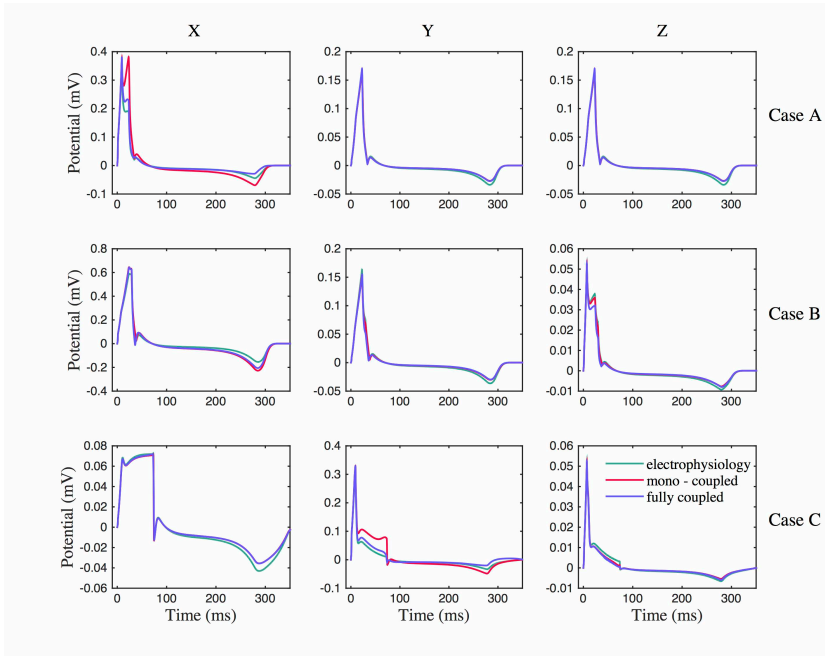 X Y Z
0.4
0.3
0.2
0.1
0
-0.1
Potential (mV)
0 100 200 300
0.2
0.15
0.1
0.05
0
-0.05
0 100 200 300
0.2
0.15
0.1
0.05
0
-0.05
0 100 200 300
Case A
0.8
0.6
0.4
0.2
0
-0.2
-0.4
Potential (mV)
0 100 200 300
0.2
0.15
0.1
0.05
0
-0.05
0 100 200 300
0.06
0.05
0.04
0.03
0.02
0.01
0
-0.01
0 100 200 300
Case B
0.08
0.06
0.04
0.02
0
-0.02
-0.04
-0.06
Potential (mV)
0 100 200 300
Time (ms)
0.4
0.3
0.2
0.1
0
-0.1
0 100 200 300
Time (ms)
0.06
0.05
0.04
0.03
0.02
0.01
0
-0.01
electrophysiology
mono - coupled
fully coupled
0 100 200 300
Time (ms)
Case C